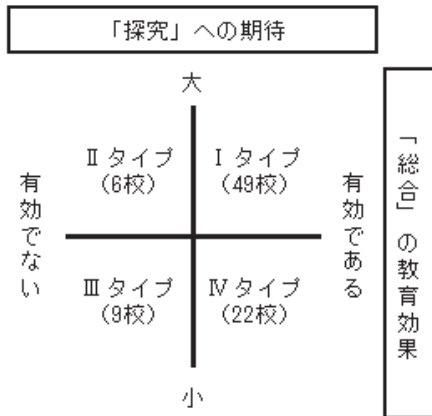 「探究」への期待
大
Ⅱタイプ
(6校)
Ⅰタイプ
(49校)
有効でない
有効である
「総合」の教育効果
Ⅲタイプ
(9校)
Ⅳタイプ
(22校)
小